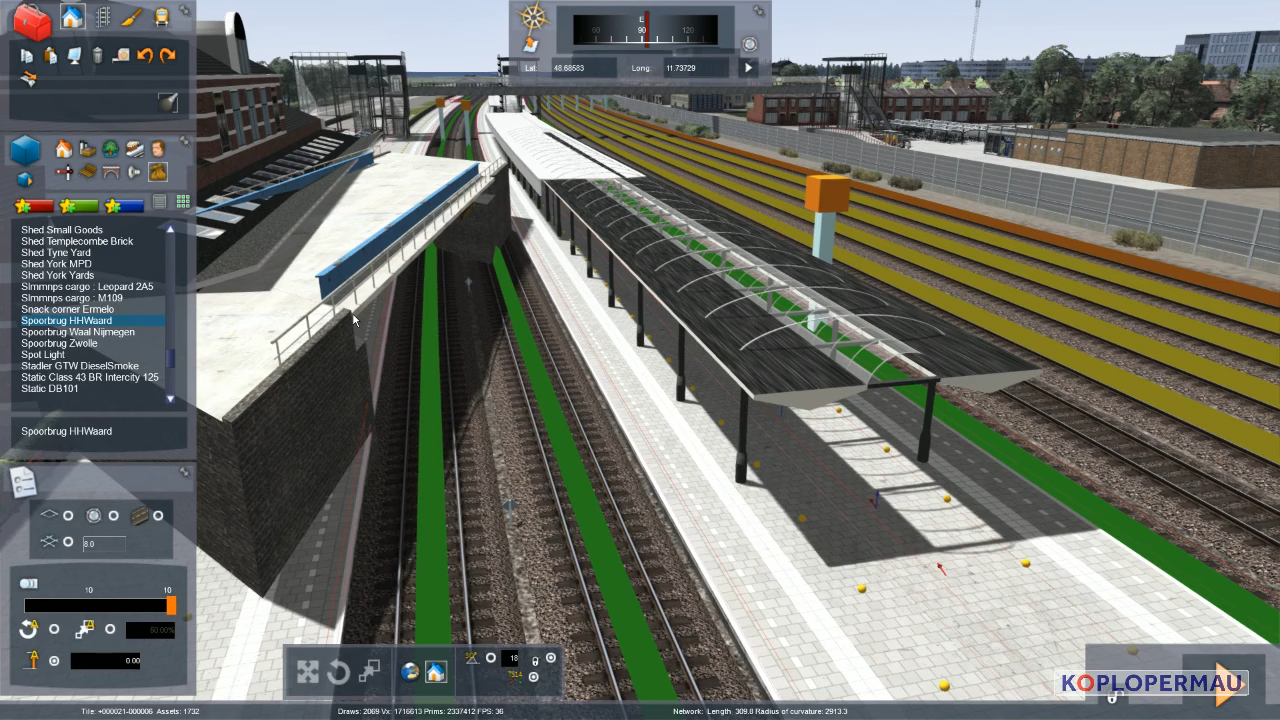 E
60 90 120
Lat: 48.68583 Long: 11.73729
Shed Small Goods
Shed Templecombe Brick
Shed Tyne Yard
Shed York MPD
Shed York Yards
Slmmnps cargo : Leopard 2A5
Slmmnps cargo : M109
Snack corner Ermelo
Spoorbrug HHWaard
Spoorbrug Waal Nijmegen
Spoorbrug Zwolle
Spot Light
Stadler GTW DieselSmoke
Static Class 43 BR Intercity 125
Static DB101
Spoorbrug HHWaard
8.0
10 10
50.00%
0.00
18
KOPLOPERMAU
Tile: +000021-000006 Assets: 1732
Draws: 2069 Vx: 1716613 Prims: 2337412 FPS: 36
Network: Length 309.8 Radius of curvature: 2913.3